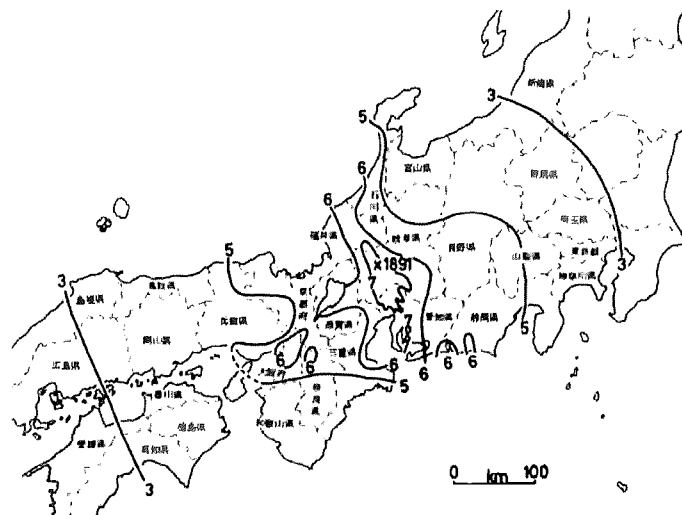 新潟県
3
5
富山県
群馬県
6
石川県
6
埼玉県
福井県
岐阜県
長野県
東京都
山梨県
5
×1891
3
神奈川県
3
鳥取県
京都府
島根県
兵庫県
滋賀県
愛知県
静岡県
7
5
岡山県
三重県
広島県
大阪府
6
6
6
6
6
6
5
香川県
奈良県
徳島県
和歌山県
愛媛県
高知県
3
0 km 100